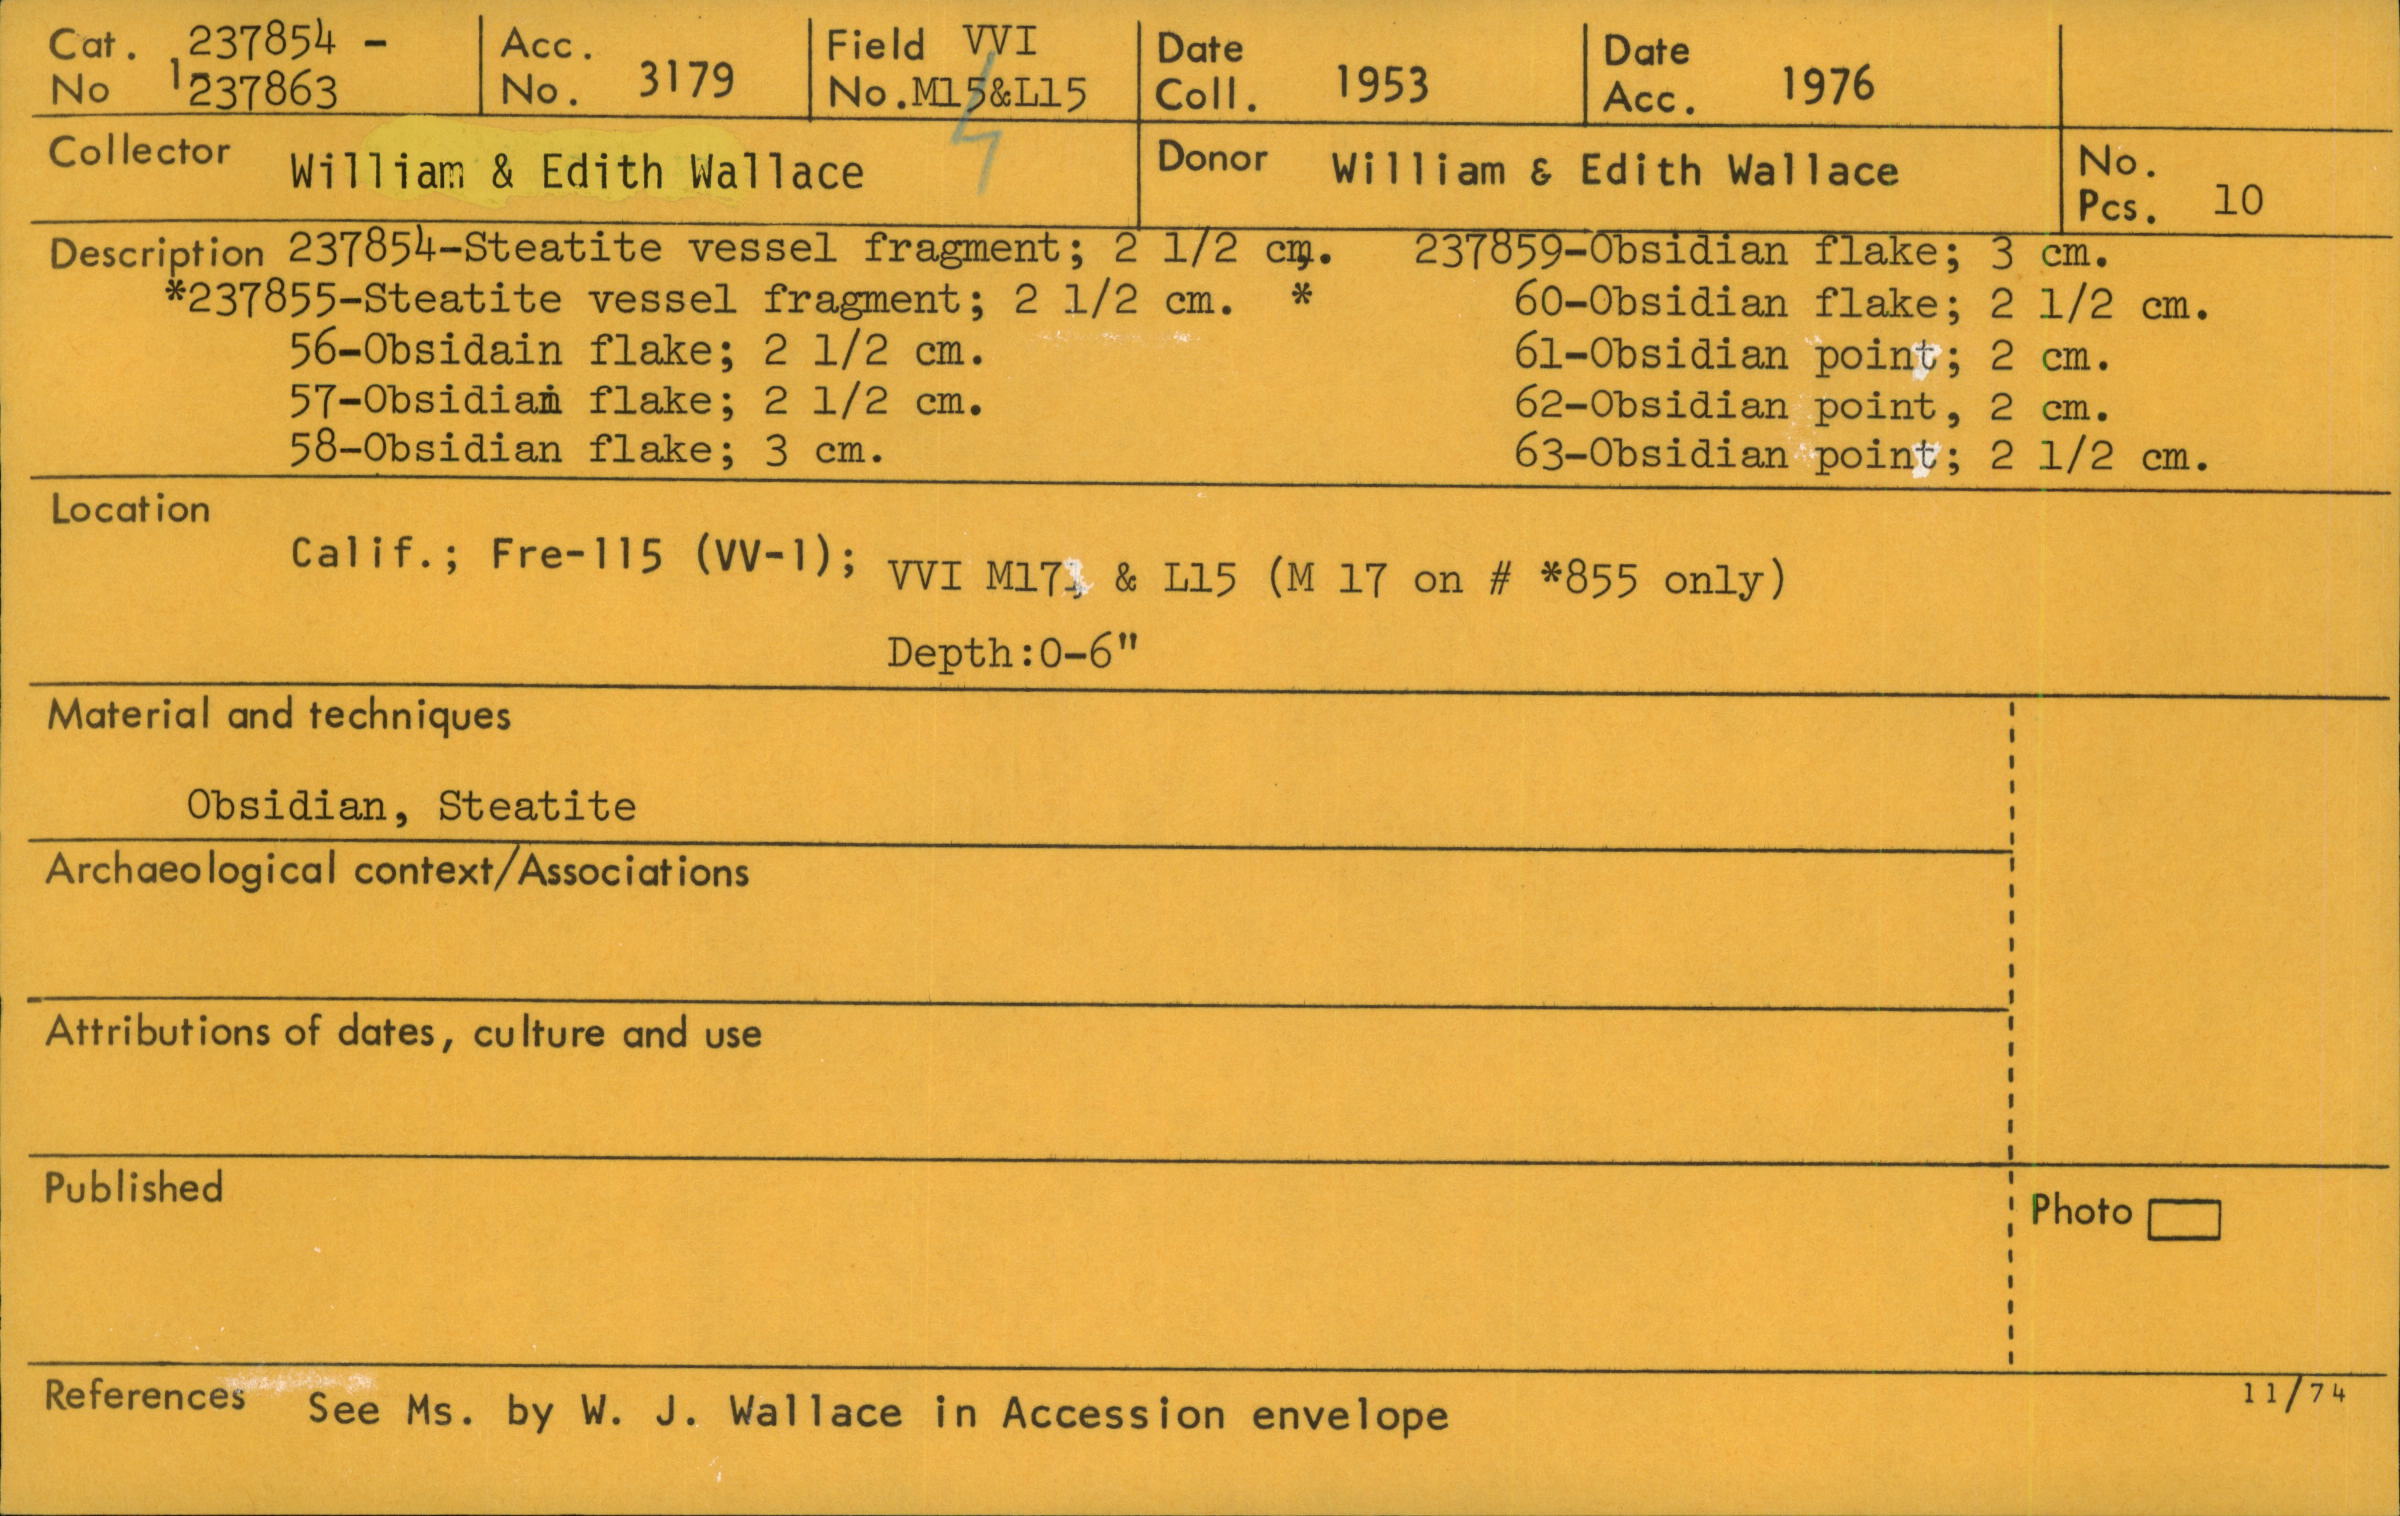 Cat. No 1-237854 - 237863
Acc. No. 3179
Field No. VVI M15&L15
4
Date Coll. 1953
Date Acc. 1976
Collector William & Edith Wallace
Donor William & Edith Wallace
No. Pcs. 10
Description 237854-Steatite vessel fragment; 2 1/2 cm.
*237855-Steatite vessel fragment; 2 1/2 cm. *
56-Obsidain flake; 2 1/2 cm.
57-Obsidian flake; 2 1/2 cm.
58-Obsidian flake; 3 cm.
237859-Obsidian flake; 3 cm.
60-Obsidian flake; 2 1/2 cm.
61-Obsidian point; 2 cm.
62-Obsidian point, 2 cm.
63-Obsidian point; 2 1/2 cm.
Location
Calif.; Fre-115 (VV-1); VVI M17, & L15 (M 17 on # *855 only)
Depth:0-6"
Material and techniques
Obsidian, Steatite
Archaeological context/Associations
Attributions of dates, culture and use
Published
Photo
References See Ms. by W. J. Wallace in Accession envelope
11/74